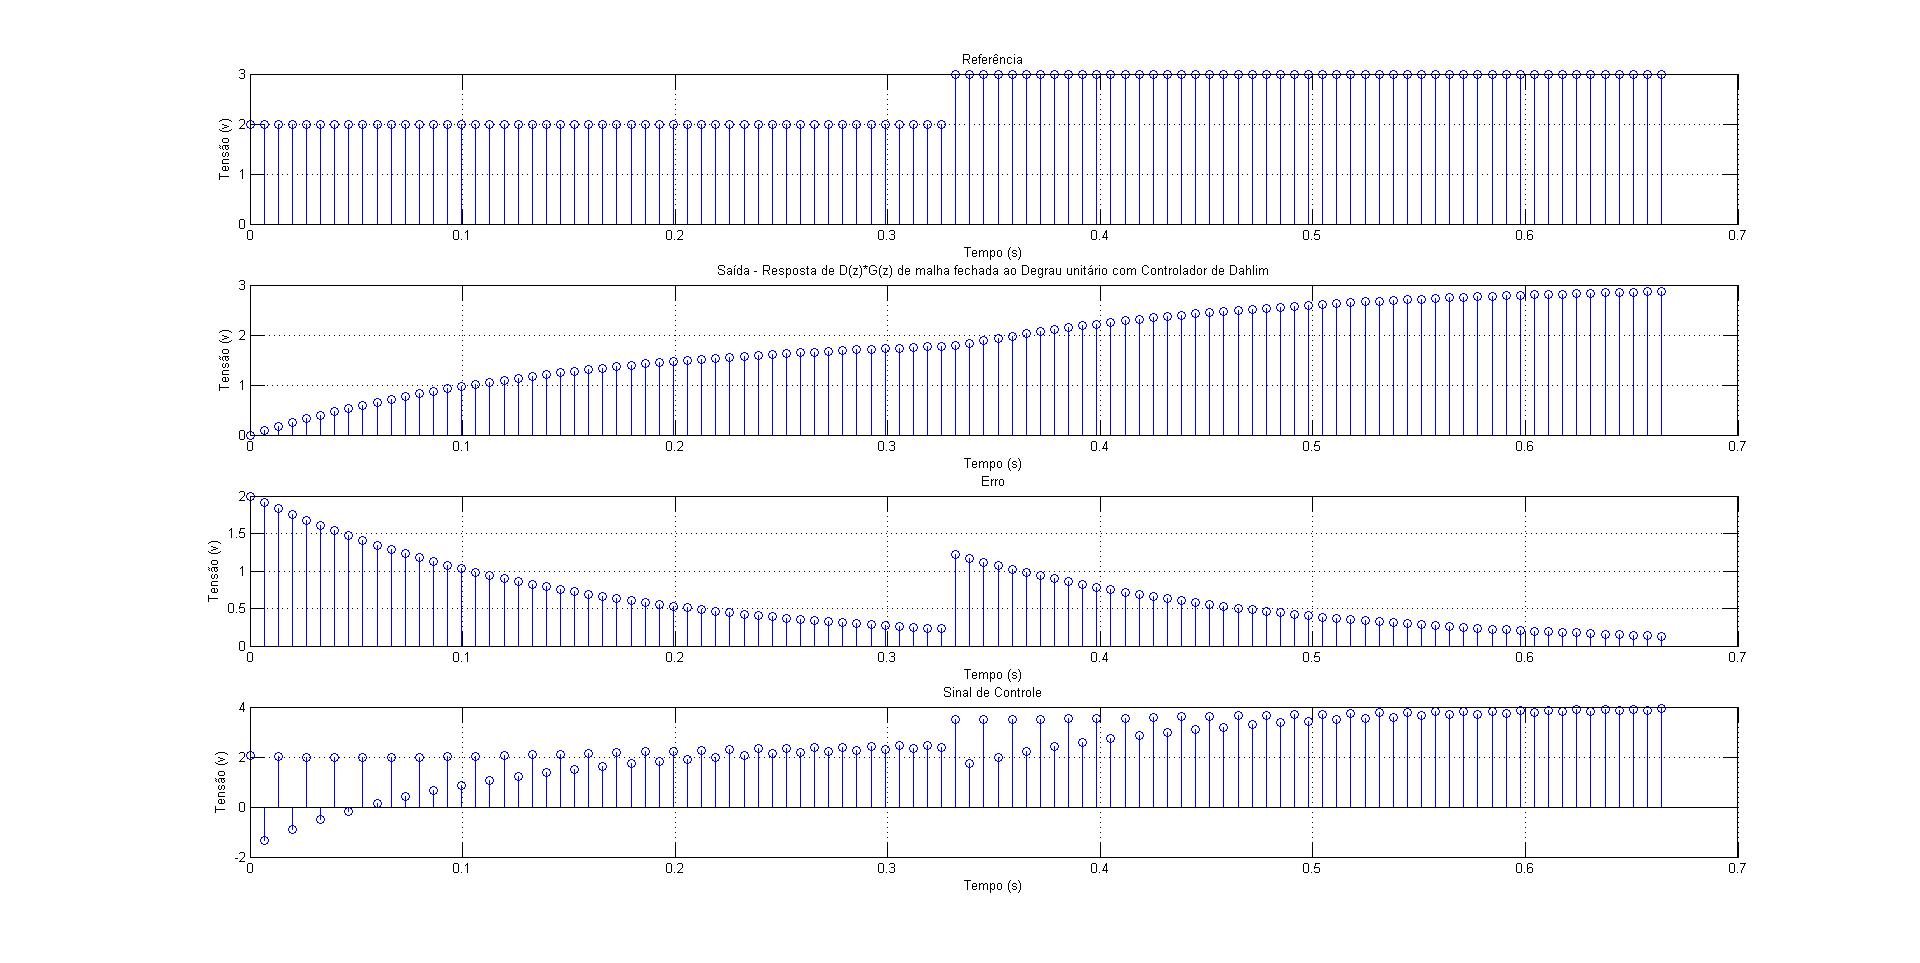 Referência
3
2
1
0
Tensão (v)
0 0.1 0.2 0.3 0.4 0.5 0.6 0.7
Tempo (s)
Saída - Resposta de D(z)*G(z) de malha fechada ao Degrau unitário com Controlador de Dahlim
3
2
1
0
Tensão (v)
0 0.1 0.2 0.3 0.4 0.5 0.6 0.7
Tempo (s)
Erro
2
1.5
1
0.5
0
Tensão (v)
0 0.1 0.2 0.3 0.4 0.5 0.6 0.7
Tempo (s)
Sinal de Controle
4
2
0
-2
Tensão (v)
0 0.1 0.2 0.3 0.4 0.5 0.6 0.7
Tempo (s)